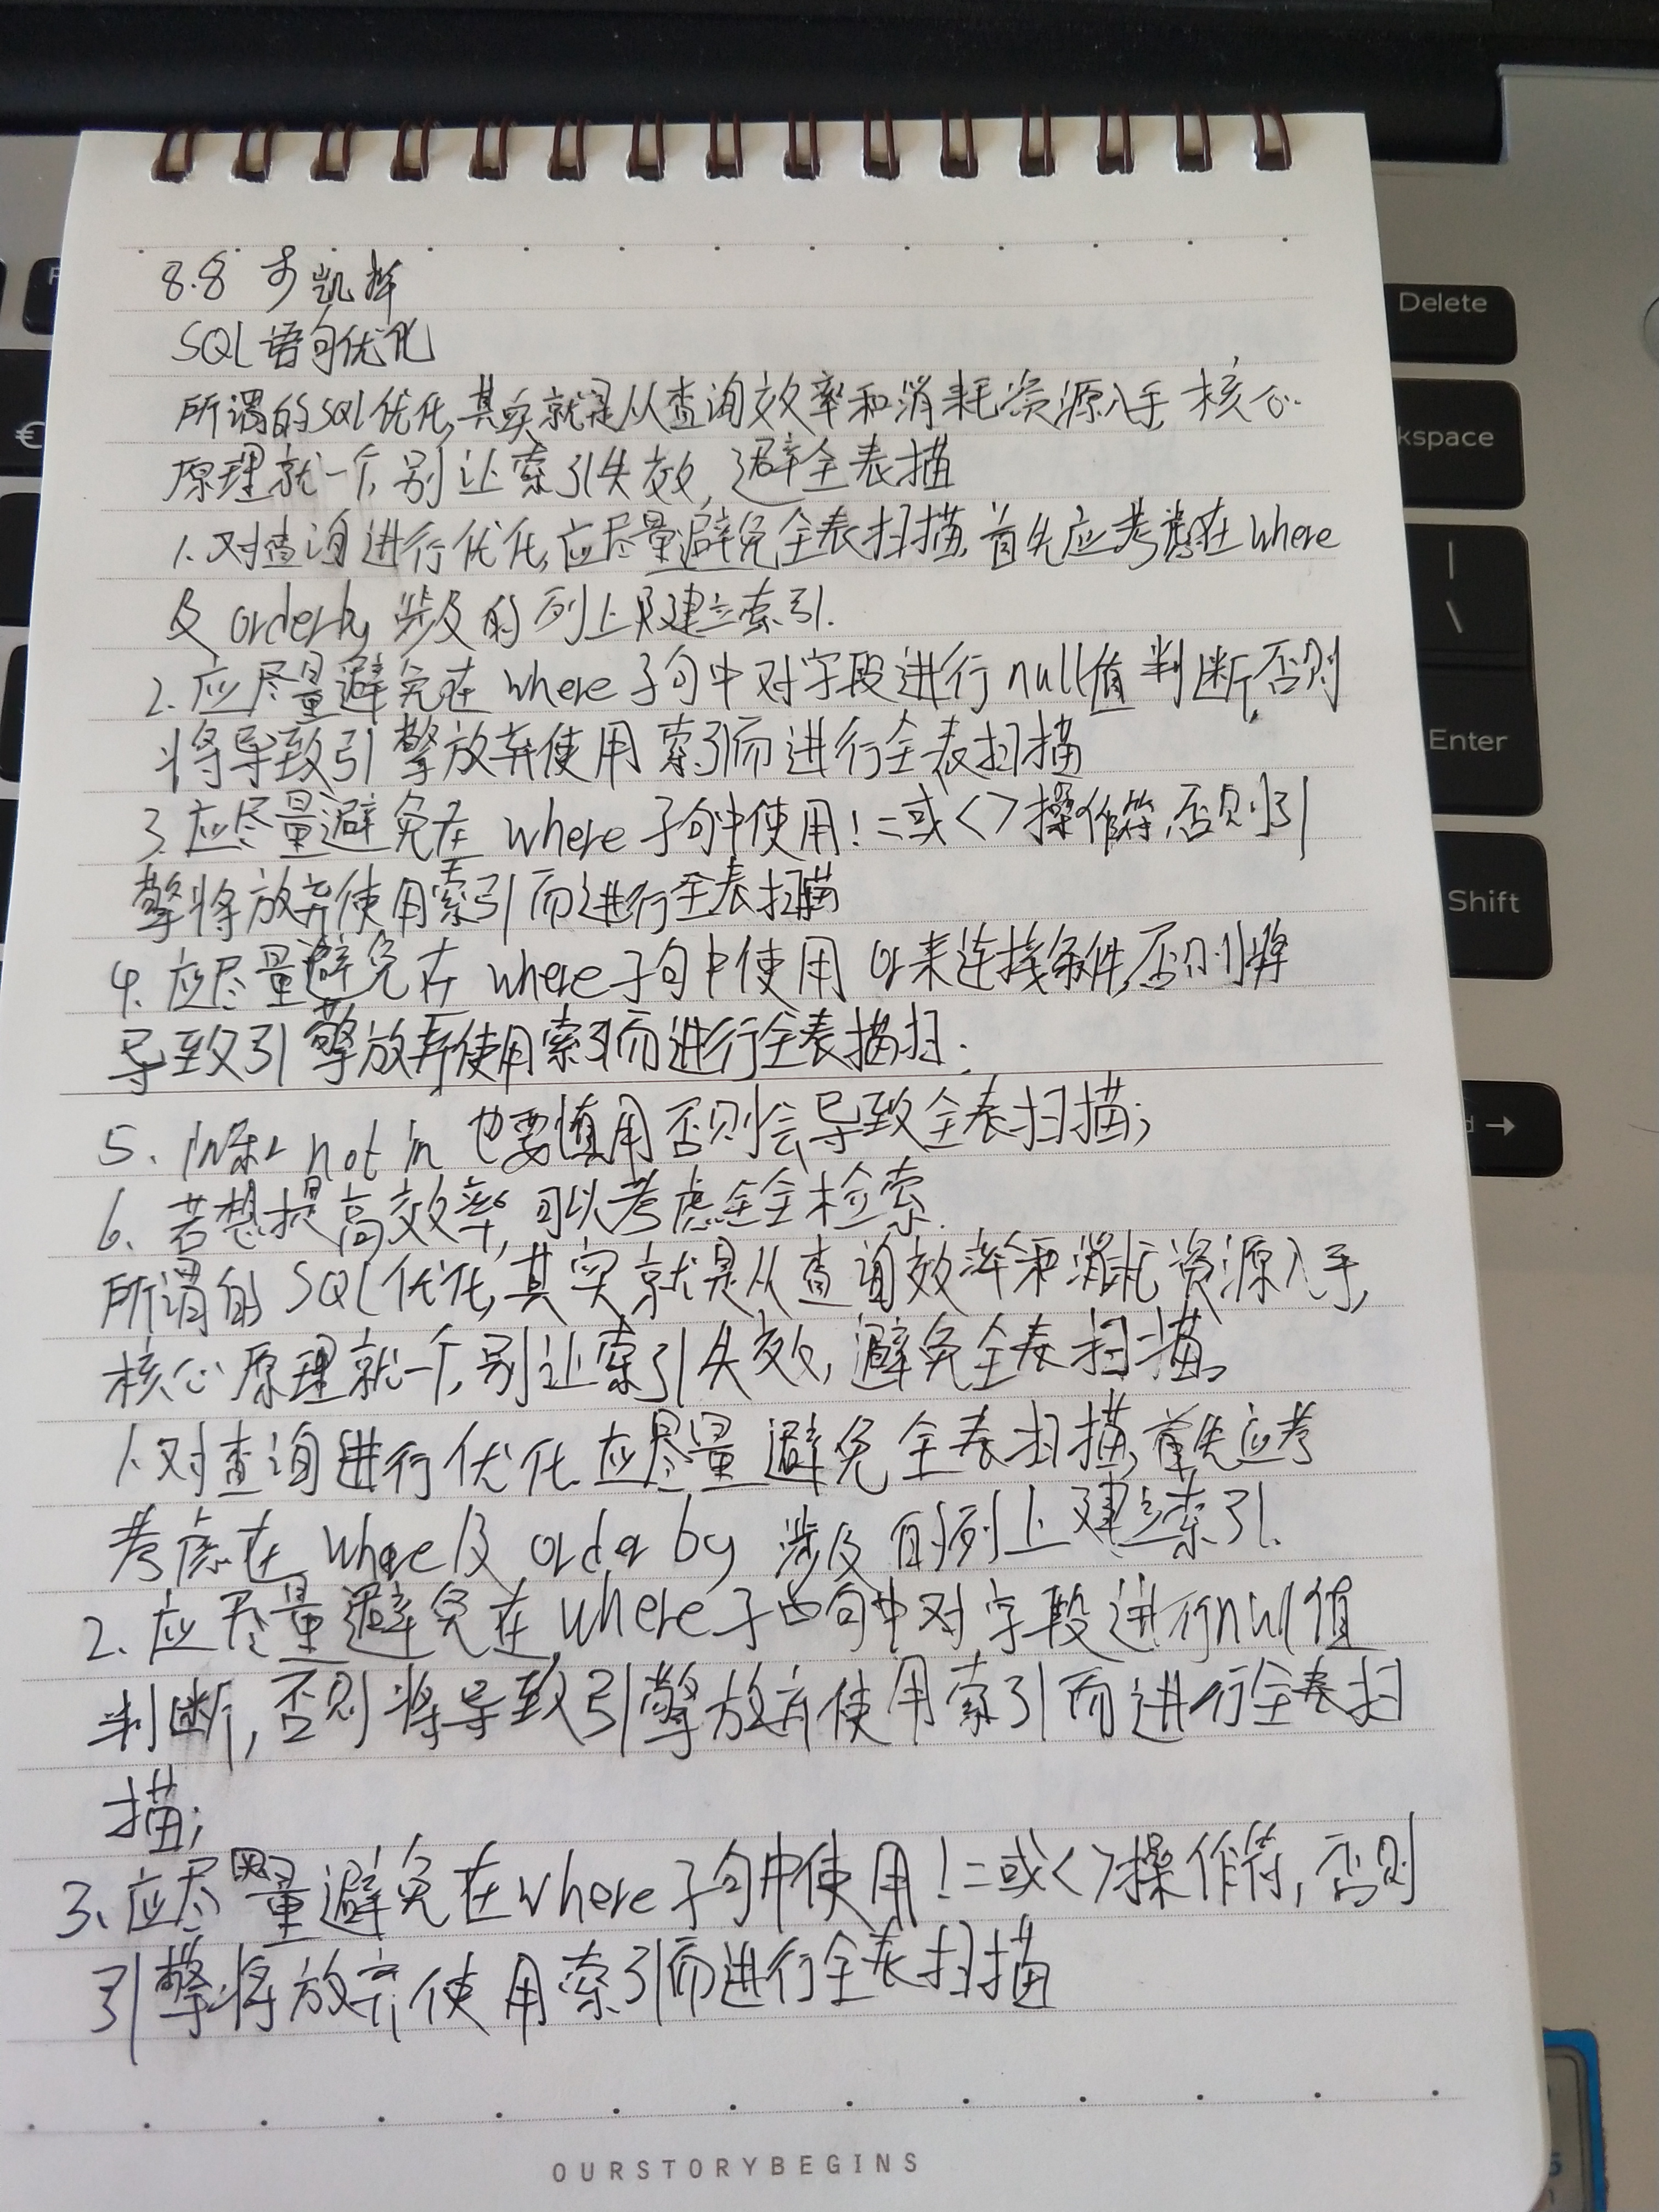 8.8 凯
SQL语句优化
所谓的SQL优化,其实就是从查询效率和消耗资源入手,核心
原理就一个,别让索引失效,避全表描
1.对查询进行优化,应尽量避免全表扫描,首先应考虑在where
及orderby涉及的列上建立索引.
2.应尽量避免在where子句中对字段进行null值判断,否则
将导致引擎放弃使用索引而进行全表扫描
3.应尽量避免在where子句中使用!=或<>操作符,否则引
擎将放弃使用索引而进行全表扫描
4.应尽量避免在where子句中使用or来连接条件,否则将
导致引擎放弃使用索引而进行全表描扫.
5、in和not in也要慎用否则会导致全表扫描;
6、若想提高效率,可以考虑全检索.
所谓的SQL优化,其实就是从查询效率和消耗资源入手,
核心原理就一个,别让索引失效,避免全表扫描。
1.对查询进行优化.应尽量避免全表扫描,首先应考
考虑在where及order by涉及的列上建立索引.
2.应尽量避免在where子句中对字段进行null值
判断,否则将导致引擎放弃使用索引而进行全表扫
描;
3、应尽量避免在where子句中使用!=或<>操作符,否则
引擎将放弃使用索引而进行全表扫描
OURSTORYBEGINS
Delete
kspace
|
\
Enter
Shift
d →
€